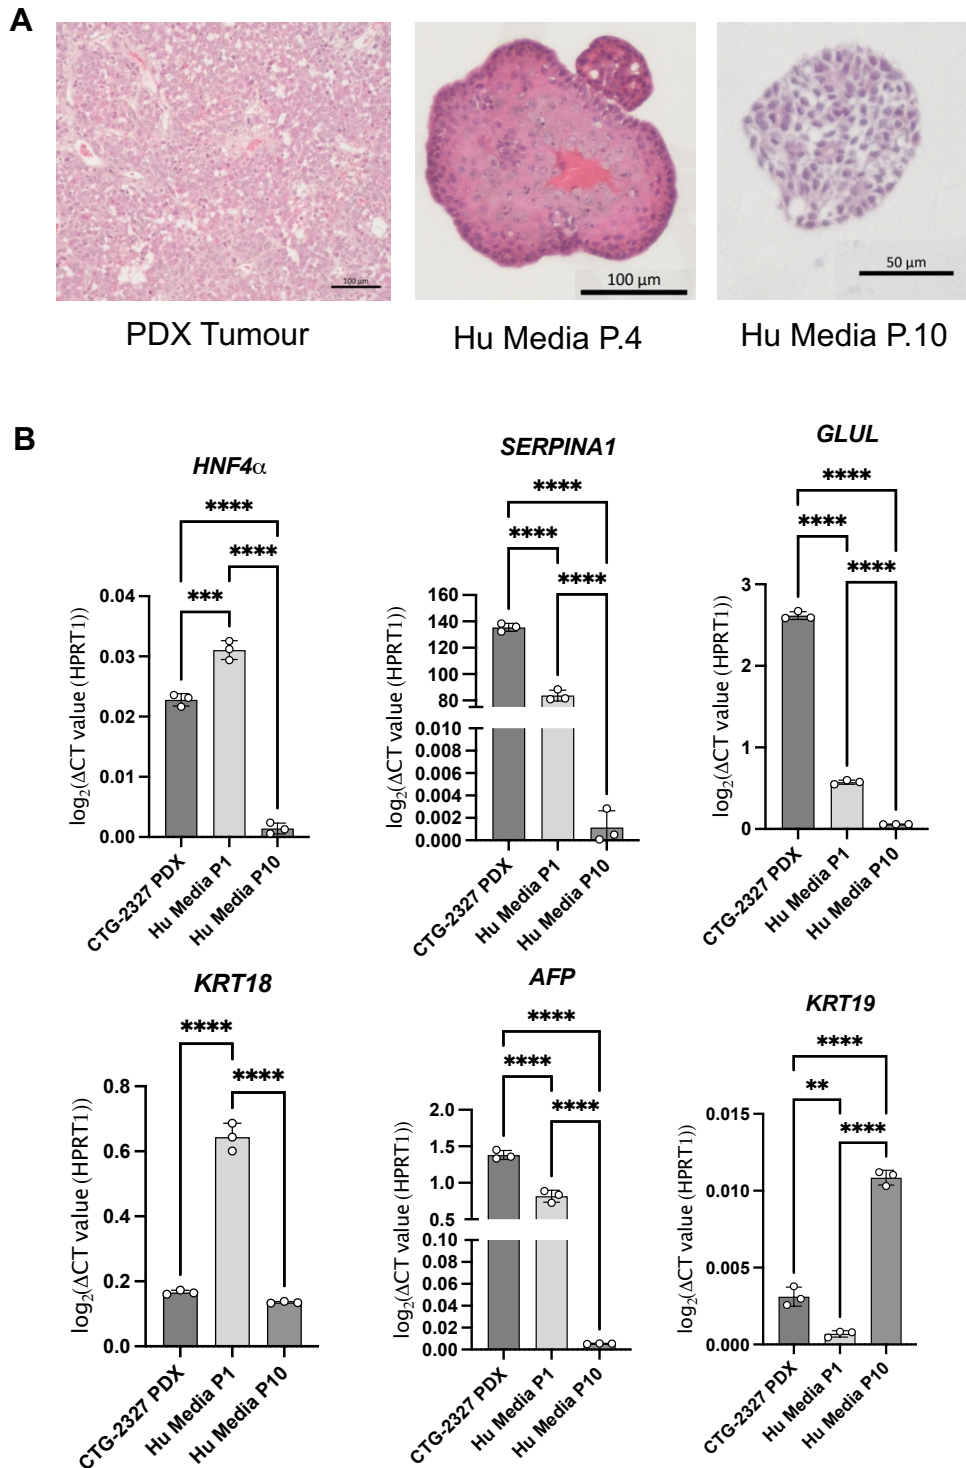 A
100 µm
100 µm
50 µm
PDX Tumour
Hu Media P.4
Hu Media P.10
B
HNF4α
****
****
***
log₂(ΔCT value (HPRT1))
0.04
0.03
0.02
0.01
0.00
CTG-2327 PDX
Hu Media P1
Hu Media P10
SERPINA1
****
****
****
log₂(ΔCT value (HPRT1))
160
140
120
100
80
0.010
0.008
0.006
0.004
0.002
0.000
CTG-2327 PDX
Hu Media P1
Hu Media P10
GLUL
****
****
****
log₂(ΔCT value (HPRT1))
3
2
1
0
CTG-2327 PDX
Hu Media P1
Hu Media P10
KRT18
****
****
log₂(ΔCT value (HPRT1))
0.8
0.6
0.4
0.2
0.0
CTG-2327 PDX
Hu Media P1
Hu Media P10
AFP
****
****
****
log₂(ΔCT value (HPRT1))
2.0
1.5
1.0
0.5
0.10
0.08
0.06
0.04
0.02
0.00
CTG-2327 PDX
Hu Media P1
Hu Media P10
KRT19
****
**
****
log₂(ΔCT value (HPRT1))
0.015
0.010
0.005
0.000
CTG-2327 PDX
Hu Media P1
Hu Media P10